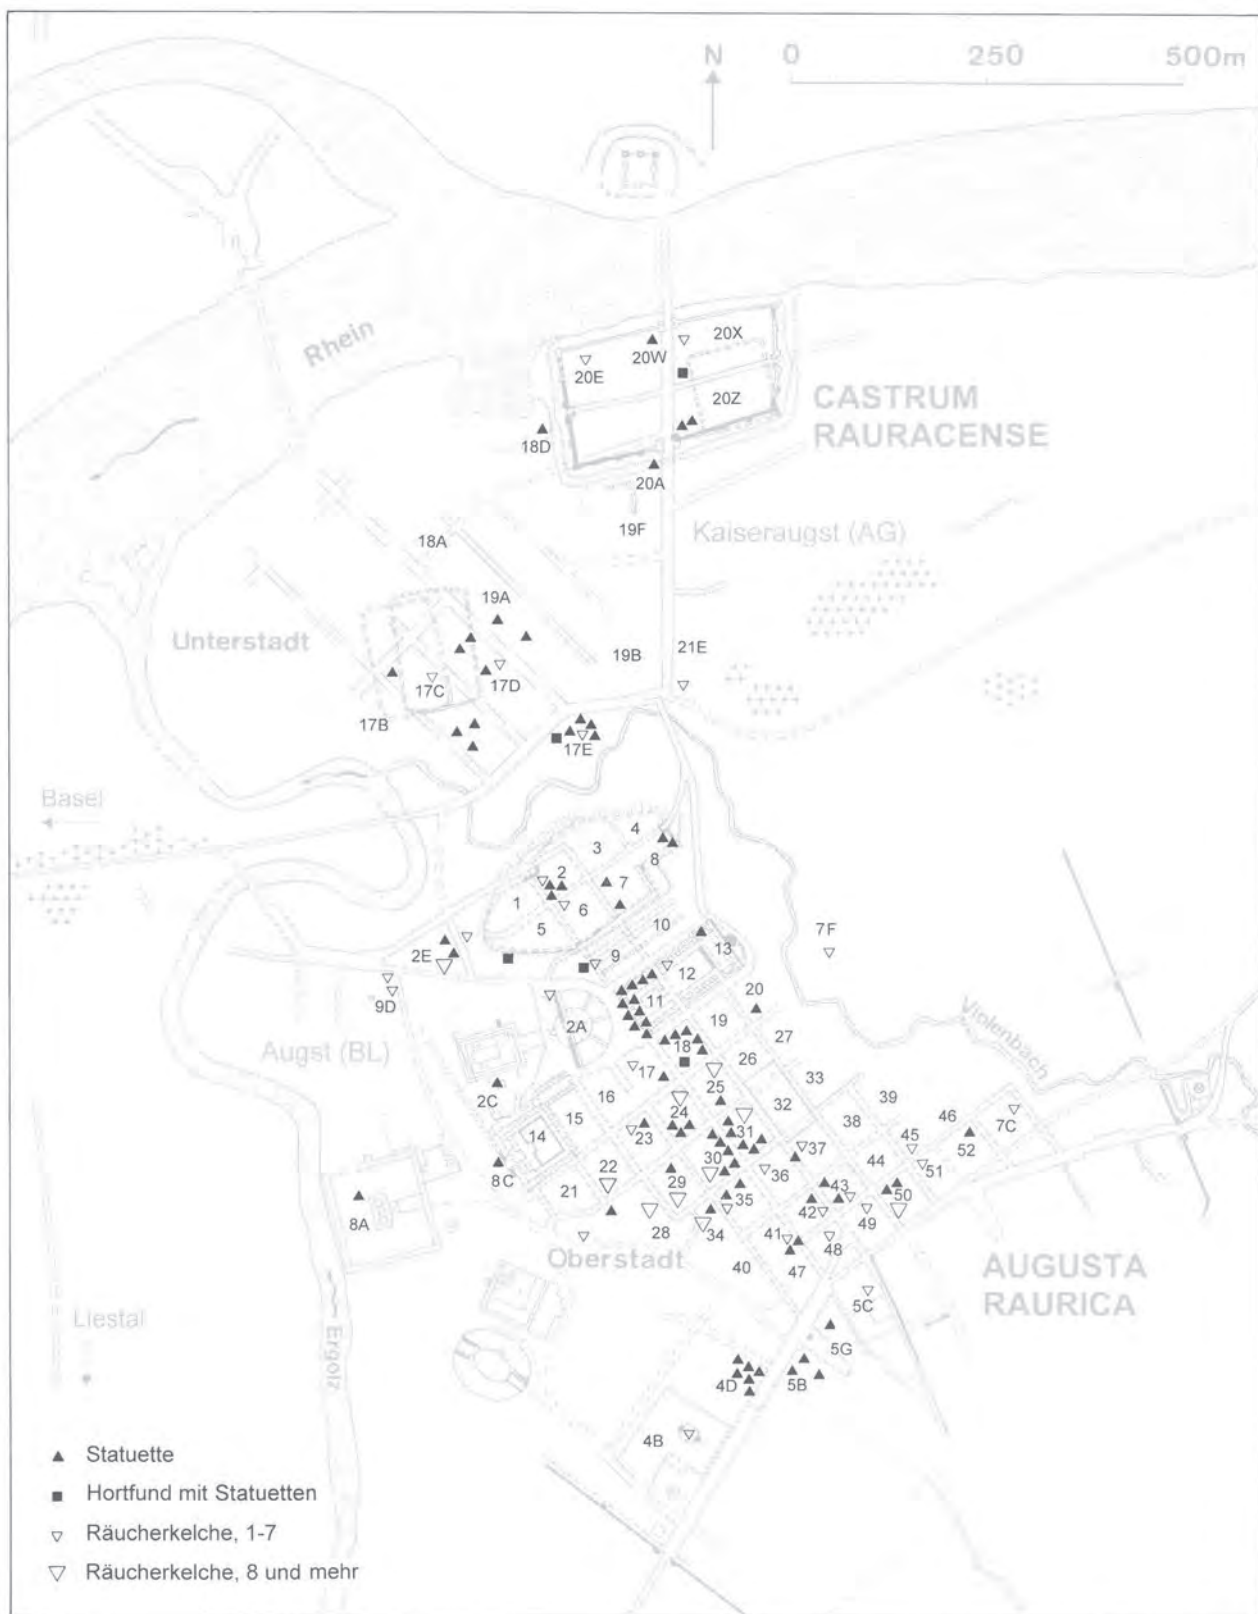 N 0 250 500m
Rhein
20X
20W
20E
20Z
CASTRUM
RAURACENSE
18D
20A
19F
Kaiseraugst (AG)
18A
19A
Unterstadt
19B
21E
17C
17D
17B
17E
Basel
4
3
8
2
7
1
6
5
10
7F
2E
9
13
12
20
9D
11
2A
19
27
Violenbach
Augst (BL)
18
26
17
33
2C
16
25
39
32
15
24
38
46
7C
14
23
31
37
45
52
30
44
51
8C
22
36
29
43
50
21
35
42
49
8A
28
34
41
48
Oberstadt
40
47
AUGUSTA
RAURICA
5C
Liestal
Ergolz
5G
4D
5B
4B
Statuette
Hortfund mit Statuetten
Räucherkelche, 1-7
Räucherkelche, 8 und mehr